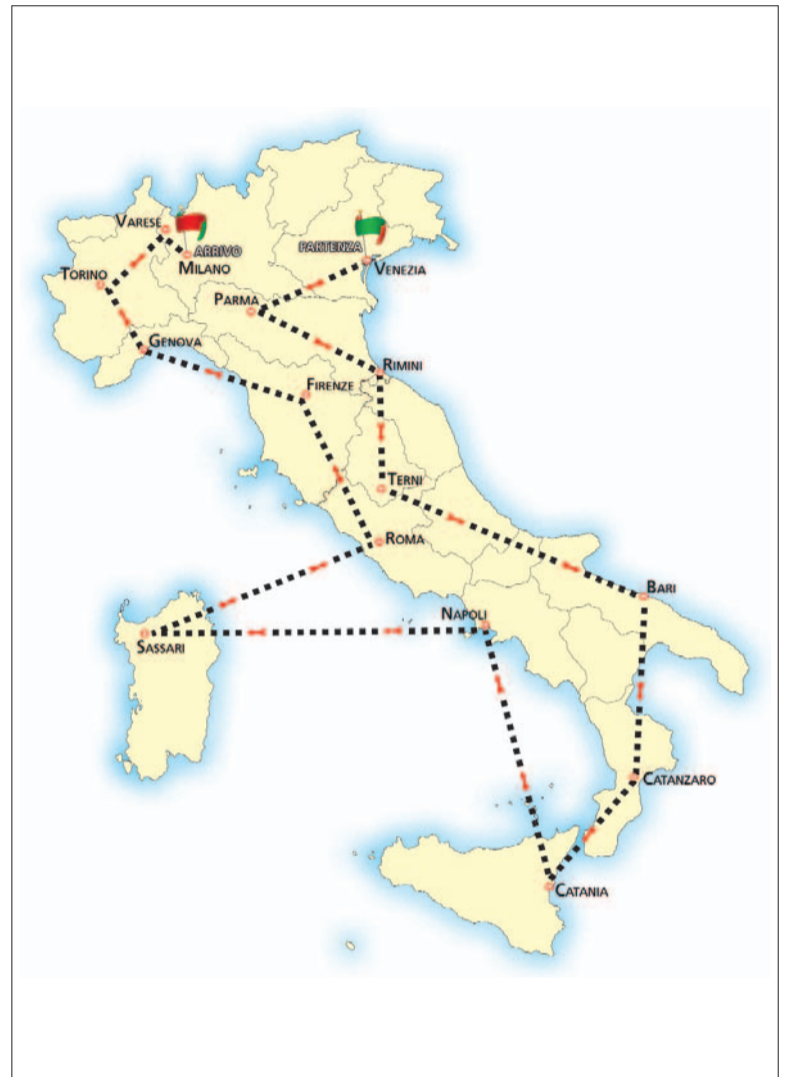 VARESE
ARRIVO
MILANO
PARTENZA
VENEZIA
TORINO
PARMA
GENOVA
RIMINI
FIRENZE
TERNI
ROMA
BARI
NAPOLI
SASSARI
CATANZARO
CATANIA